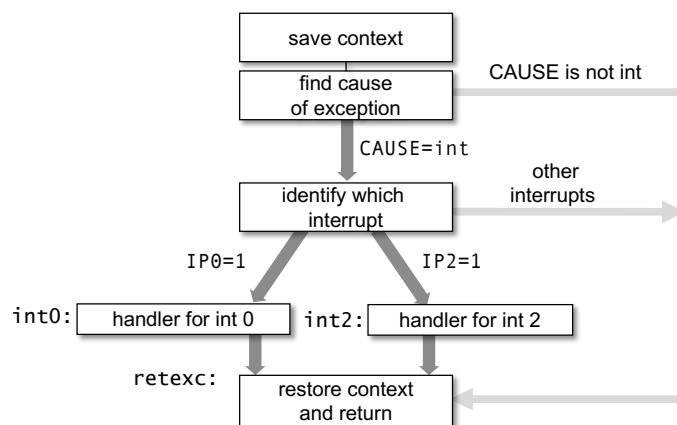 save context
find cause
of exception
CAUSE is not int
CAUSE=int
identify which
interrupt
other
interrupts
IP0=1
IP2=1
int0:
handler for int 0
int2:
handler for int 2
retexc:
restore context
and return